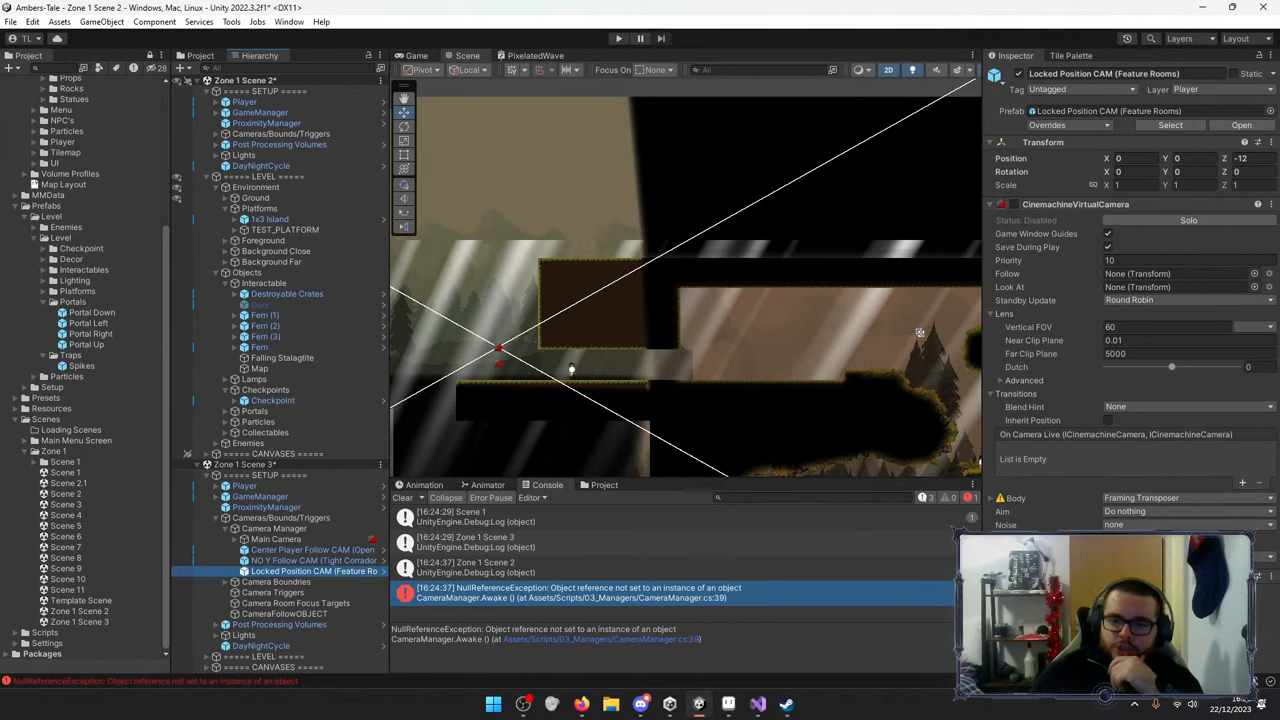 Ambers-Tale - Zone 1 Scene 2 - Windows, Mac, Linux - Unity 2022.3.2f1* <DX11>
File Edit Assets GameObject Component Services Tools Jobs Window Help
TL Layers Layout
Project Project Hierarchy Game Scene PixelatedWave Inspector Tile Palette
28 All Pivot Local Focus On None All 2D
Props
Rocks
Statues
Menu
NPC's
Particles
Player
Tilemap
UI
Volume Profiles
Map Layout
MMData
Prefabs
Level
Enemies
Level
Checkpoint
Decor
Interactables
Lighting
Platforms
Portals
Portal Down
Portal Left
Portal Right
Portal Up
Traps
Spikes
Particles
Setup
Presets
Resources
Scenes
Loading Scenes
Main Menu Screen
Zone 1
Scene 1
Scene 1
Scene 2.1
Scene 2
Scene 3
Scene 4
Scene 5
Scene 6
Scene 7
Scene 8
Scene 9
Scene 10
Scene 11
Template Scene
Zone 1 Scene 2
Zone 1 Scene 3
Scripts
Settings
Packages
Zone 1 Scene 2*
===== SETUP =====
Player
GameManager
ProximityManager
Cameras/Bounds/Triggers
Post Processing Volumes
Lights
DayNightCycle
===== LEVEL =====
Environment
Ground
Platforms
1x3 Island
TEST_PLATFORM
Foreground
Background Close
Background Far
Objects
Interactable
Destroyable Crates
Door
Fern (1)
Fern (2)
Fern (3)
Fern
Falling Stalagtite
Map
Lamps
Checkpoints
Checkpoint
Portals
Particles
Collectables
Enemies
===== CANVASES =====
Zone 1 Scene 3*
===== SETUP =====
Player
GameManager
ProximityManager
Cameras/Bounds/Triggers
Camera Manager
Main Camera
Center Player Follow CAM (Open
NO Y Follow CAM (Tight Corrador
Locked Position CAM (Feature Ro
Camera Boundries
Camera Triggers
Camera Room Focus Targets
CameraFollowOBJECT
Post Processing Volumes
Lights
DayNightCycle
===== LEVEL =====
===== CANVASES =====
Animation Animator Console Project
Clear Collapse Error Pause Editor 3 0 1
[16:24:29] Scene 1
UnityEngine.Debug:Log (object)
1
[16:24:29] Zone 1 Scene 3
UnityEngine.Debug:Log (object)
[16:24:37] Zone 1 Scene 2
UnityEngine.Debug:Log (object)
[16:24:37] NullReferenceException: Object reference not set to an instance of an object
CameraManager.Awake () (at Assets/Scripts/03_Managers/CameraManager.cs:39)
NullReferenceException: Object reference not set to an instance of an object
CameraManager.Awake () (at Assets/Scripts/03_Managers/CameraManager.cs:39)
Locked Position CAM (Feature Rooms) Static
Tag Untagged Layer Player
Prefab Locked Position CAM (Feature Rooms)
Overrides Select Open
Transform
Position X 0 Y 0 Z -12
Rotation X 0 Y 0 Z 0
Scale X 1 Y 1 Z 1
CinemachineVirtualCamera
Status: Disabled Solo
Game Window Guides
Save During Play
Priority 10
Follow None (Transform)
Look At None (Transform)
Standby Update Round Robin
Lens
Vertical FOV 60
Near Clip Plane 0.01
Far Clip Plane 5000
Dutch 0
Advanced
Transitions
Blend Hint None
Inherit Position
On Camera Live (ICinemachineCamera, ICinemachineCamera)
List is Empty
Body Framing Transposer
Aim Do nothing
Noise none
NullReferenceException: Object reference not set to an instance of an object
22/12/2023